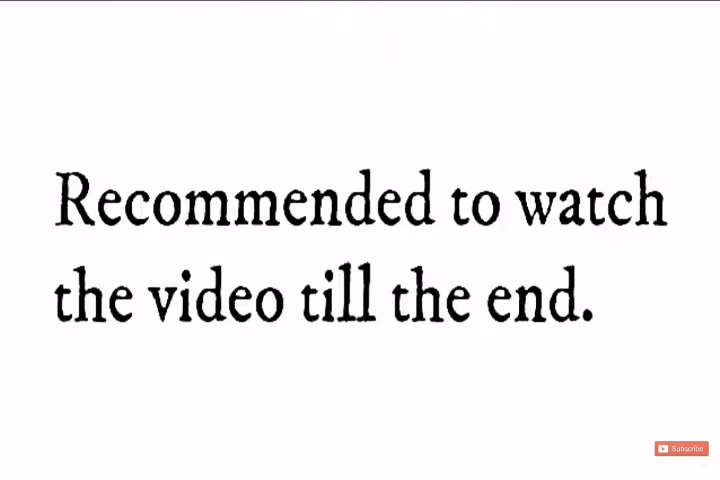 Recommended to watch
the video till the end.
Subscribe